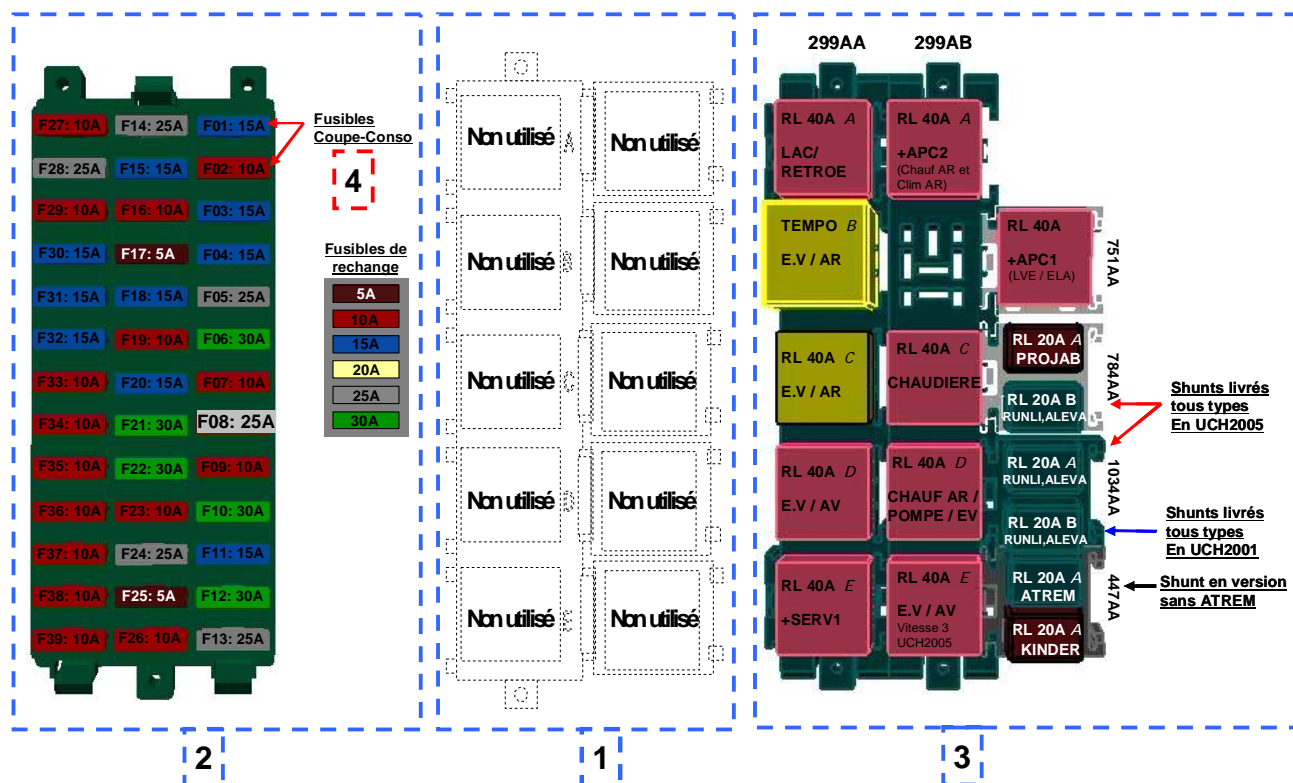 299AA
299AB
F27: 10A
F14: 25A
F01: 15A
F28: 25A
F15: 15A
F02: 10A
F29: 10A
F16: 10A
F03: 15A
F30: 15A
F17: 5A
F04: 15A
F31: 15A
F18: 15A
F05: 25A
F32: 15A
F19: 10A
F06: 30A
F33: 10A
F20: 15A
F07: 10A
F34: 10A
F21: 30A
F08: 25A
F35: 10A
F22: 30A
F09: 10A
F36: 10A
F23: 10A
F10: 30A
F37: 10A
F24: 25A
F11: 15A
F38: 10A
F25: 5A
F12: 30A
F39: 10A
F26: 10A
F13: 25A
Fusibles
Coupe-Conso
4
Fusibles de
rechange
5A
10A
15A
20A
25A
30A
2
Non utilisé
A
Non utilisé
Non utilisé
B
Non utilisé
Non utilisé
C
Non utilisé
Non utilisé
D
Non utilisé
Non utilisé
E
Non utilisé
1
RL 40A A
LAC/
RETROE
RL 40A A
+APC2
(Chauf AR et
Clim AR)
TEMPO B
E.V / AR
RL 40A
+APC1
(LVE / ELA)
751AA
RL 40A C
E.V / AR
RL 40A C
CHAUDIERE
RL 20A A
PROJAB
RL 20A B
RUNLI,ALEVA
784AA
RL 40A D
E.V / AV
RL 40A D
CHAUF AR /
POMPE / EV
RL 20A A
RUNLI,ALEVA
RL 20A B
RUNLI,ALEVA
1034AA
RL 40A E
+SERV1
RL 40A E
E.V / AV
Vitesse 3
UCH2005
RL 20A A
ATREM
RL 20A A
KINDER
447AA
Shunts livrés
tous types
En UCH2005
Shunts livrés
tous types
En UCH2001
Shunt en version
sans ATREM
3